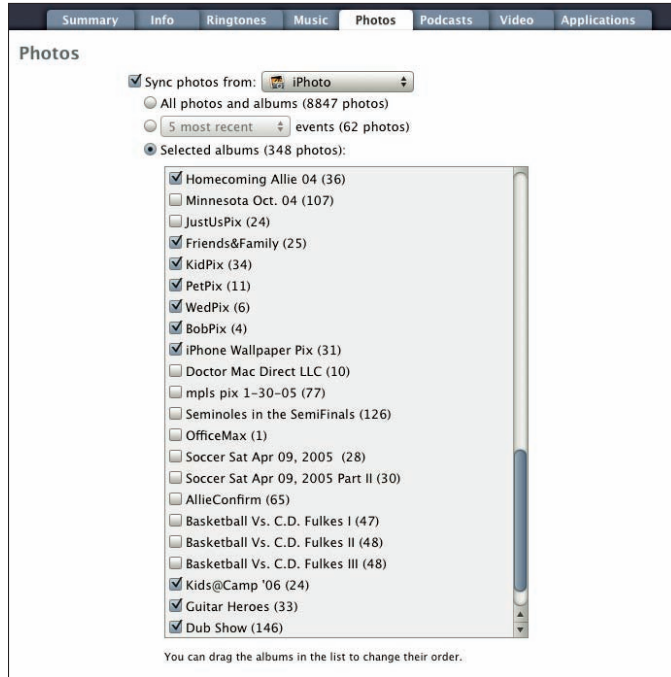 Summary Info Ringtones Music Photos Podcasts Video Applications
Photos
Sync photos from: iPhoto
All photos and albums (8847 photos)
5 most recent events (62 photos)
Selected albums (348 photos):
Homecoming Allie 04 (36)
Minnesota Oct. 04 (107)
JustUsPix (24)
Friends&Family (25)
KidPix (34)
PetPix (11)
WedPix (6)
BobPix (4)
iPhone Wallpaper Pix (31)
Doctor Mac Direct LLC (10)
mpls pix 1-30-05 (77)
Seminoles in the SemiFinals (126)
OfficeMax (1)
Soccer Sat Apr 09, 2005 (28)
Soccer Sat Apr 09, 2005 Part II (30)
AllieConfirm (65)
Basketball Vs. C.D. Fulkes I (47)
Basketball Vs. C.D. Fulkes II (48)
Basketball Vs. C.D. Fulkes III (48)
Kids@Camp '06 (24)
Guitar Heroes (33)
Dub Show (146)
You can drag the albums in the list to change their order.